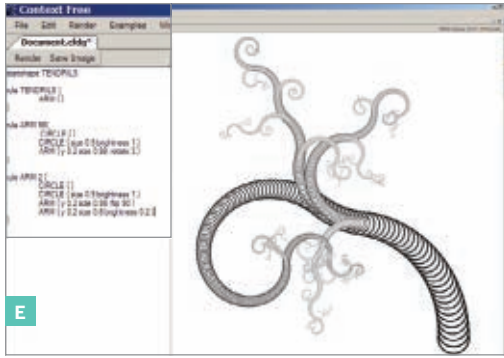 Context Free
File Edit Render Examples
Document.cfdg*
Render Save Image
startshape TENDRILS
rule TENDRILS {
ARM {}
rule ARM 98{
CIRCLE {}
CIRCLE { size 0.9 brightness 1 }
ARM { y 0.2 size 0.99 rotate 3 }
rule ARM 2 {
CIRCLE {}
CIRCLE { size 0.9 brightness 1 }
ARM { y 0.2 size 0.99 flip 90 }
ARM { y 0.2 size 0.6 brightness 0.2 }
E